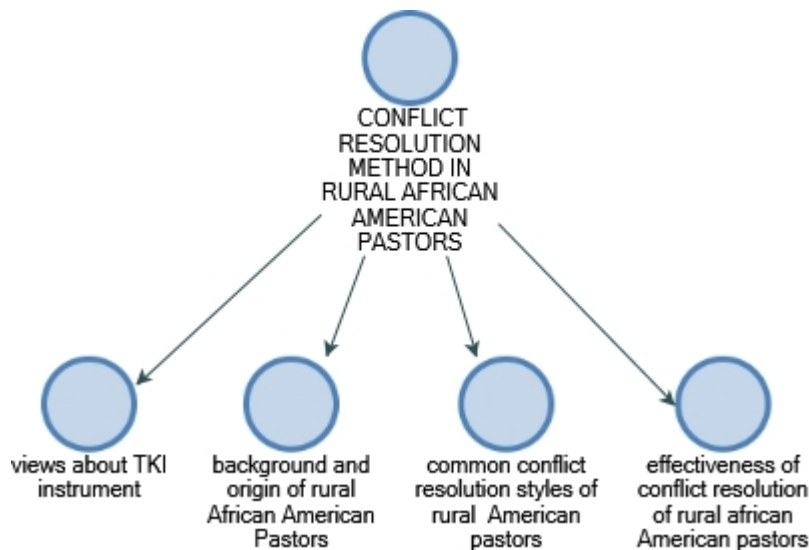 CONFLICT
RESOLUTION
METHOD IN
RURAL AFRICAN
AMERICAN
PASTORS
views about TKI
instrument
background and
origin of rural
African American
Pastors
common conflict
resolution styles of
rural American
pastors
effectiveness of
conflict resolution
of rural african
American pastors